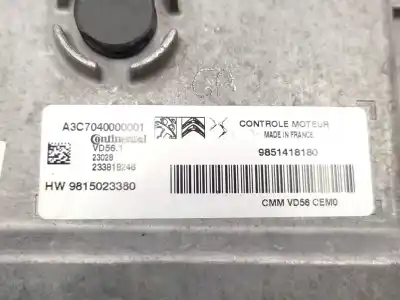 A3C7040000001
Continental
VD56.1
23028
233818246
HW 9815023380
CONTROLE MOTEUR
MADE IN FRANCE
9851418180
CMM VD56 CEM0